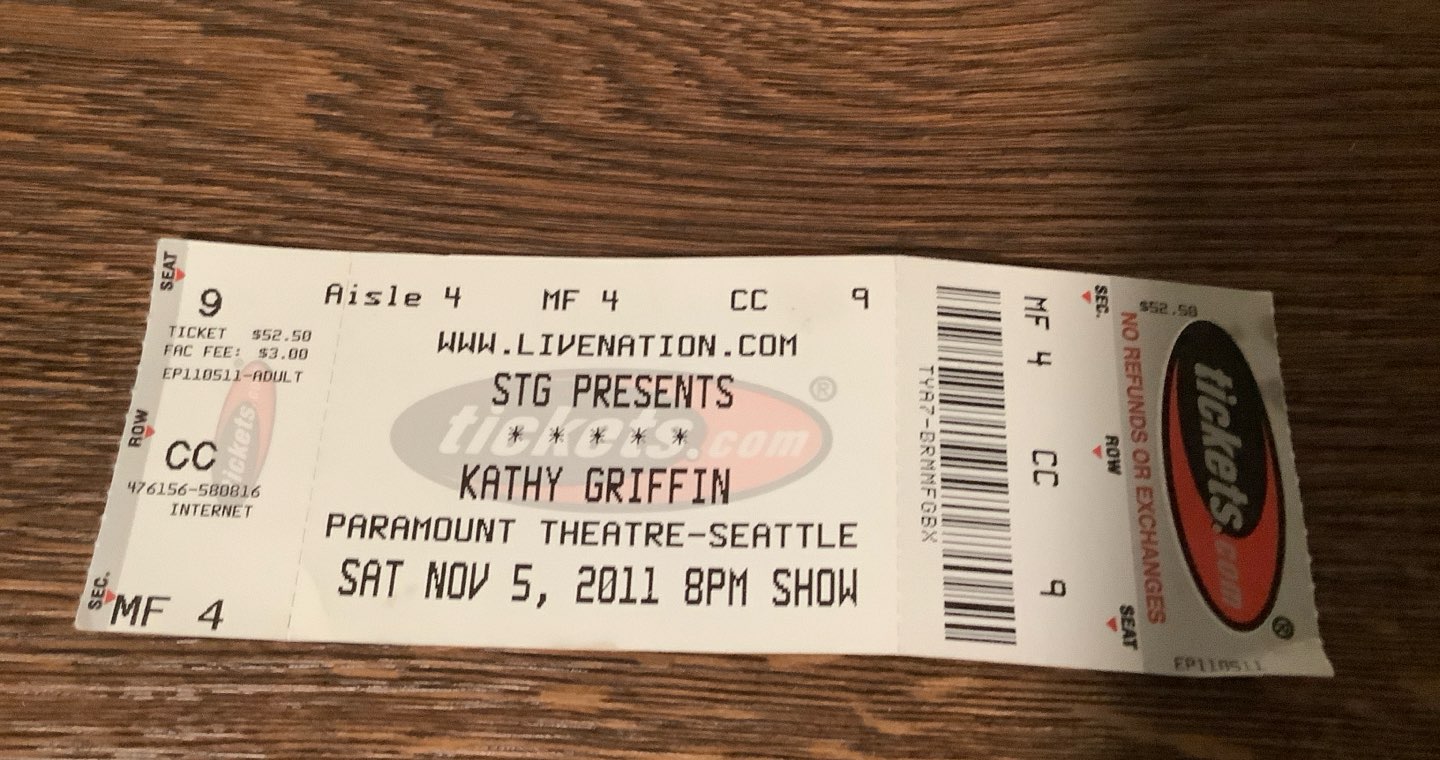 SEAT
9
TICKET $52.50
FAC FEE: $3.00
EP110511-ADULT
ROW
CC
tickets
476156-580816
INTERNET
SEC.
MF 4
Aisle 4 MF 4 CC 9
WWW.LIVENATION.COM
STG PRESENTS
tickets.com®
* * * * *
KATHY GRIFFIN
PARAMOUNT THEATRE-SEATTLE
SAT NOV 5, 2011 8PM SHOW
TYA7-BRMMFGBX
MF 4 CC 9
SEC. ROW SEAT
NO REFUNDS OR EXCHANGES
$52.50
tickets.com®
EP110511